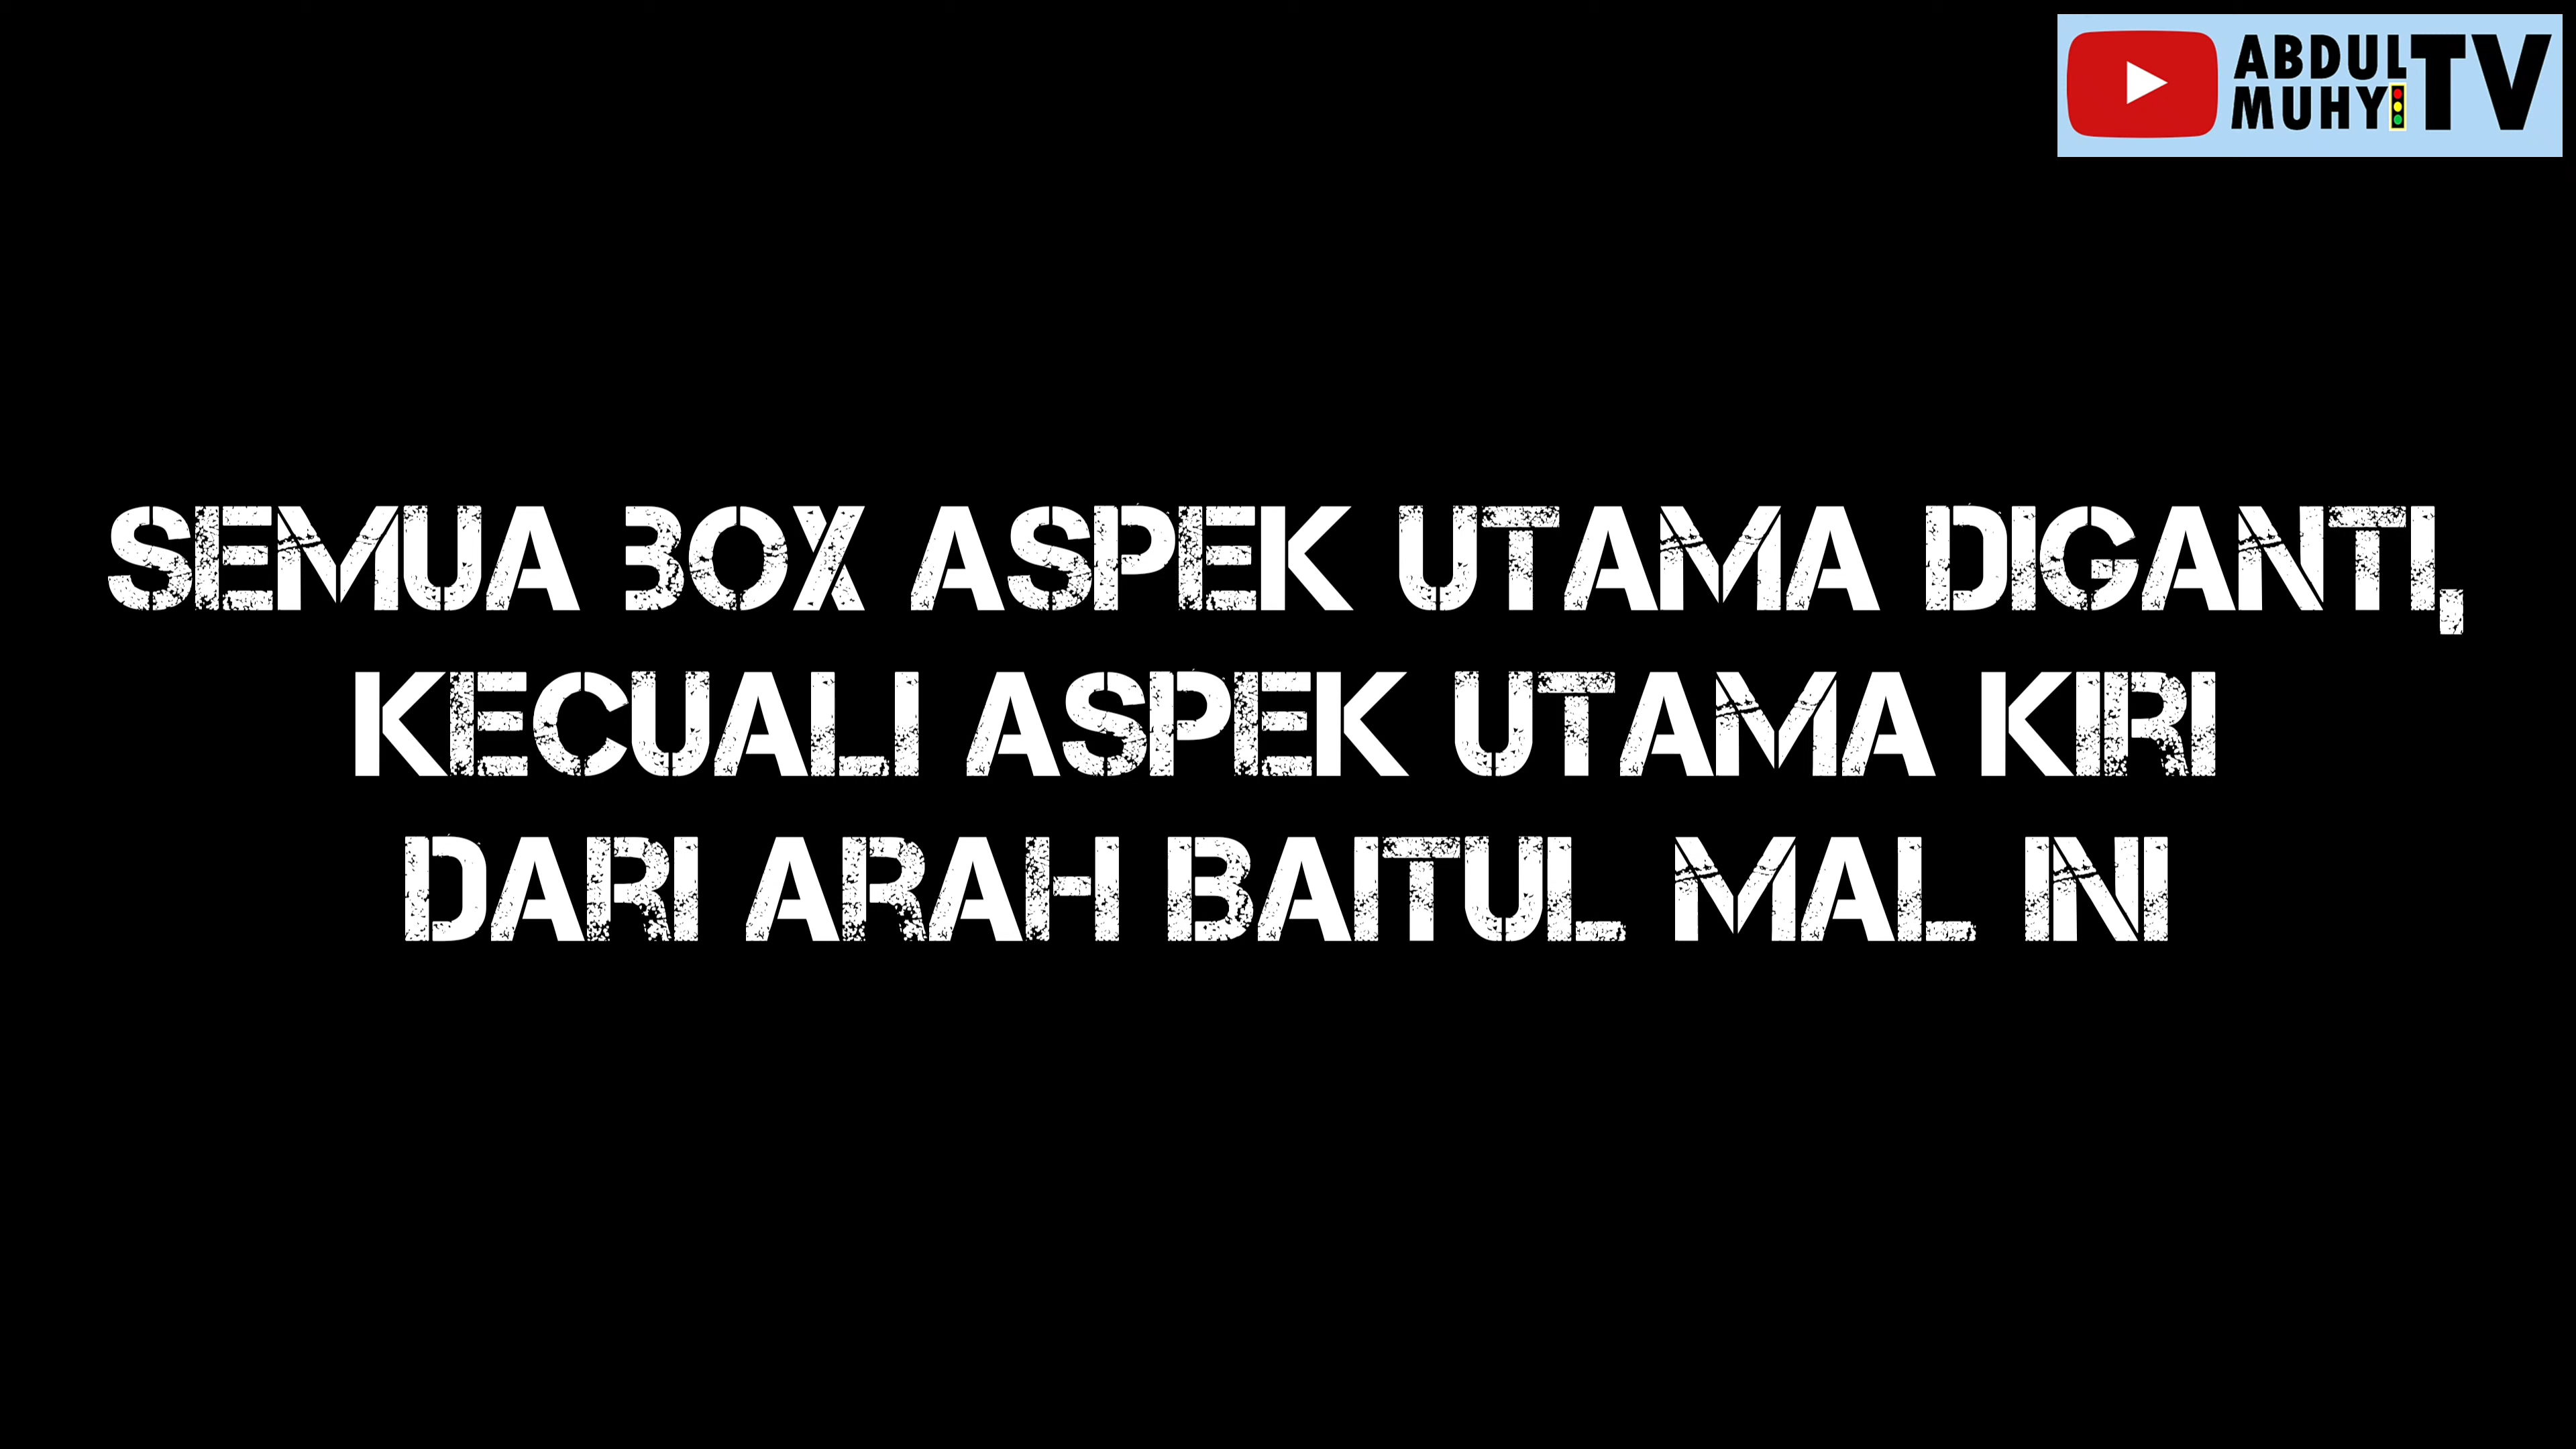 ABDUL
MUHYI
TV
SEMUA BOX ASPEK UTAMA DIGANTI,
KECUALI ASPEK UTAMA KIRI
DARI ARAH BAITUL MAL INI